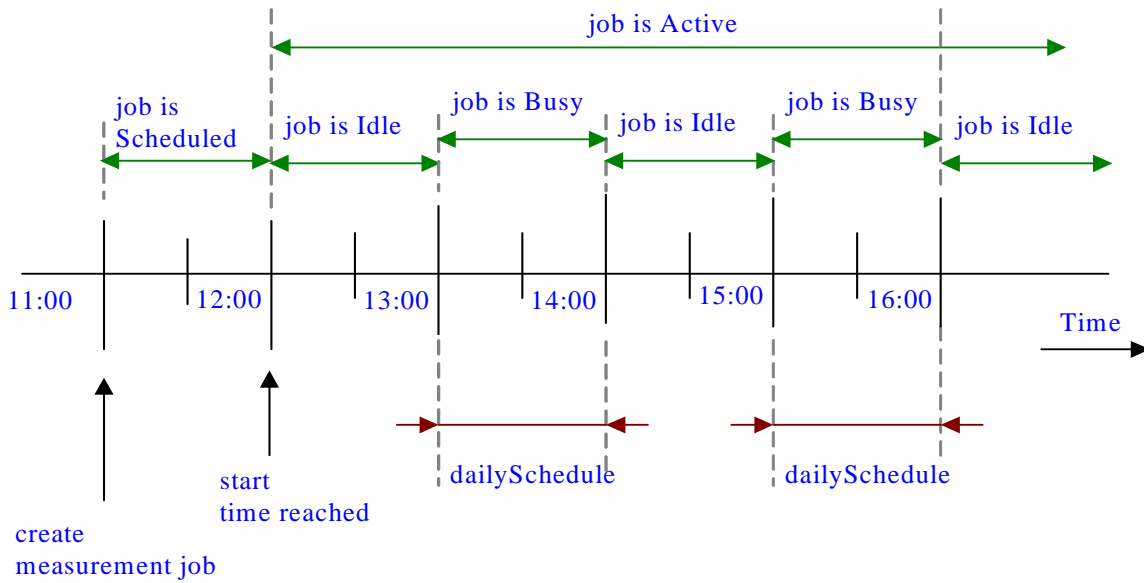 job is Active
job is
Scheduled
job is Idle
job is Busy
job is Idle
job is Busy
job is Idle
11:00
12:00
13:00
14:00
15:00
16:00
Time
dailySchedule
dailySchedule
start
time reached
create
measurement job